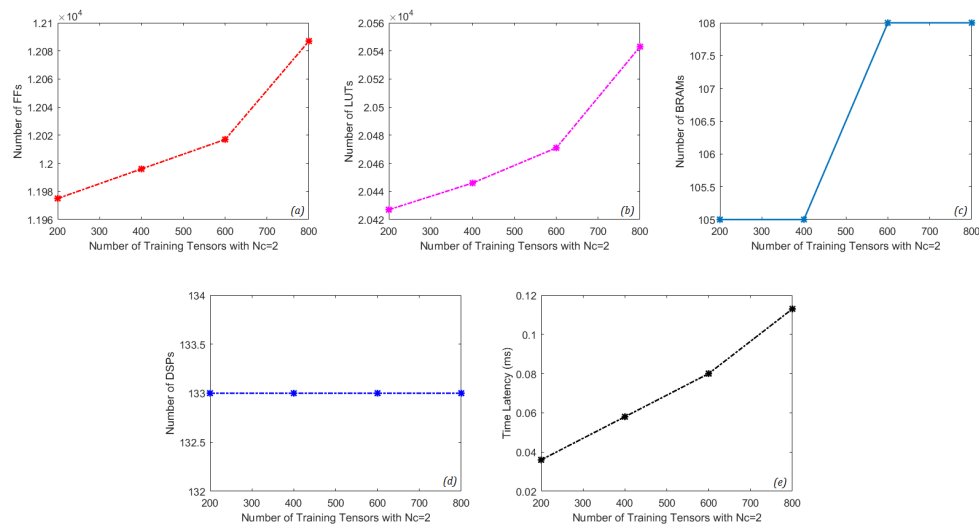 ×10⁴
1.21
1.208
1.206
1.204
1.202
1.2
1.198
1.196
Number of FFs
200 300 400 500 600 700 800
Number of Training Tensors with Nc=2
(a)
×10⁴
2.056
2.054
2.052
2.05
2.048
2.046
2.044
2.042
Number of LUTs
200 300 400 500 600 700 800
Number of Training Tensors with Nc=2
(b)
108
107.5
107
106.5
106
105.5
105
Number of BRAMs
200 300 400 500 600 700 800
Number of Training Tensors with Nc=2
(c)
134
133.5
133
132.5
132
Number of DSPs
200 300 400 500 600 700 800
Number of Training Tensors with Nc=2
(d)
0.12
0.1
0.08
0.06
0.04
0.02
Time Latency (ms)
200 300 400 500 600 700 800
Number of Training Tensors with Nc=2
(e)